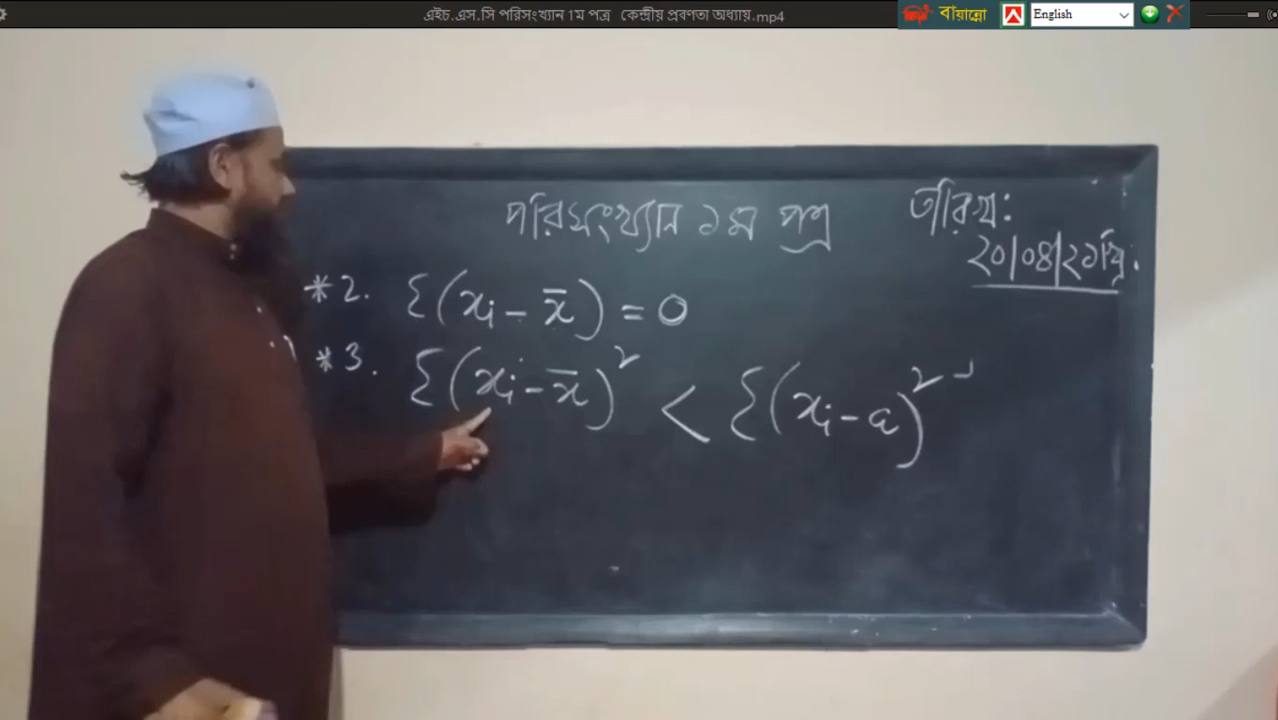 এইচ.এস.সি পরিসংখ্যান 1ম পত্র কেন্দ্রীয় প্রবণতা অধ্যায়.mp4
বায়ান্নো English
পরিসংখ্যান ১ম পত্র
তারিখ:
২০/০৪/২১খ্রি.
*2. Σ(xi - x̄) = 0
*3. Σ(xi - x̄)² < Σ(xi - a)²